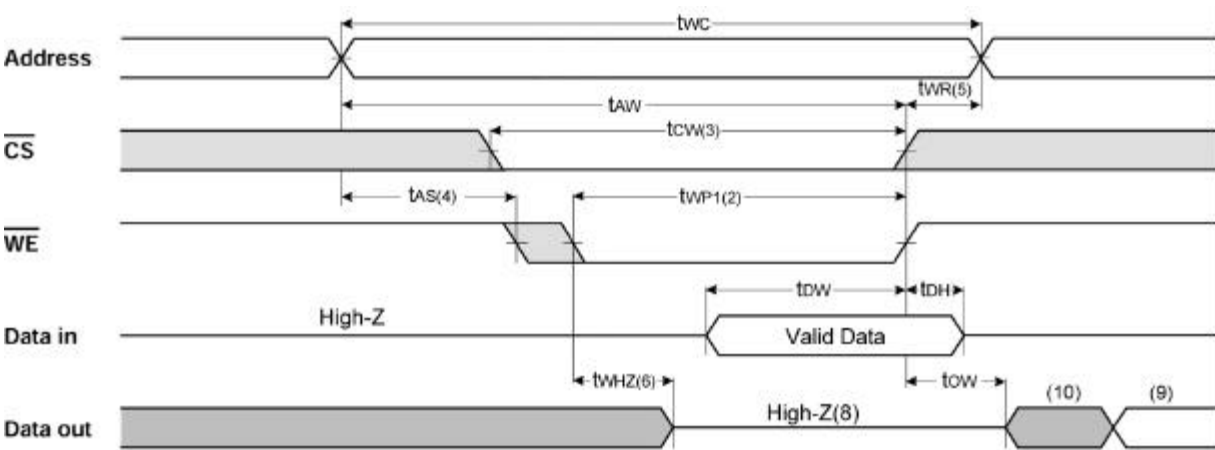 tWC
Address
tWR(5)
tAW
tCW(3)
CS
tAS(4)
tWP1(2)
WE
tDW
tDH
High-Z
Data in
Valid Data
tWHZ(6)
tOW
(10)
(9)
High-Z(8)
Data out